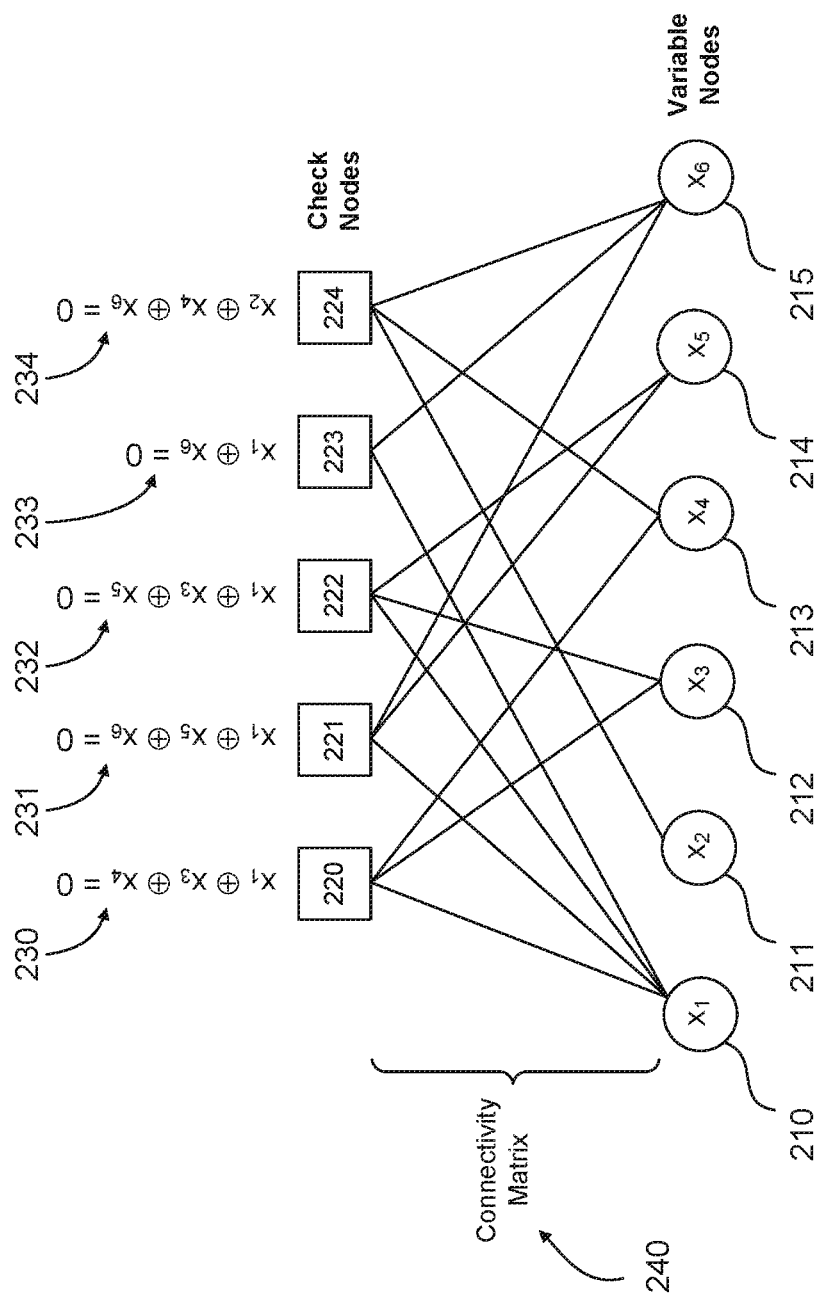 230
231
232
233
234
X₁ ⊕ X₃ ⊕ X₄ = 0
X₁ ⊕ X₅ ⊕ X₆ = 0
X₁ ⊕ X₃ ⊕ X₅ = 0
X₁ ⊕ X₆ = 0
X₂ ⊕ X₄ ⊕ X₆ = 0
220
221
222
223
224
Check
Nodes
Connectivity
Matrix
240
X₁
X₂
X₃
X₄
X₅
X₆
Variable
Nodes
210
211
212
213
214
215